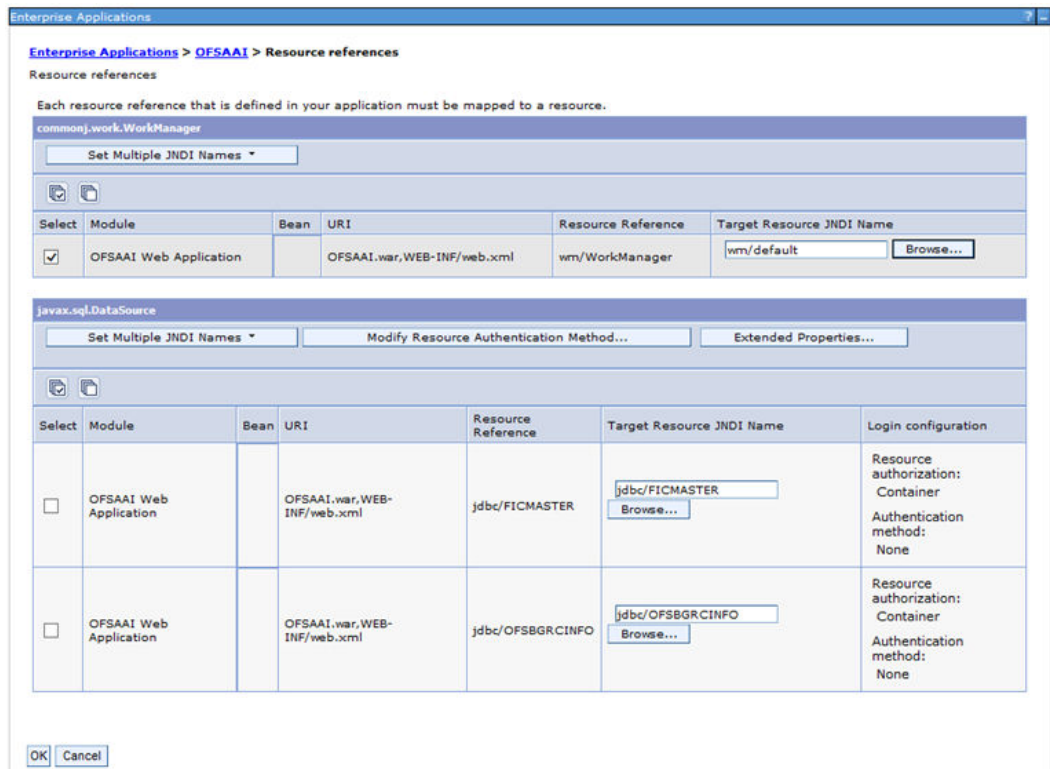 Enterprise Applications ? –
Enterprise Applications > OFSAAI > Resource references
Resource references
Each resource reference that is defined in your application must be mapped to a resource.
commonj.work.WorkManager
Set Multiple JNDI Names
Select Module Bean URI Resource Reference Target Resource JNDI Name
OFSAAI Web Application OFSAAI.war,WEB-INF/web.xml wm/WorkManager wm/default Browse...
javax.sql.DataSource
Set Multiple JNDI Names Modify Resource Authentication Method... Extended Properties...
Select Module Bean URI Resource Reference Target Resource JNDI Name Login configuration
OFSAAI Web
Application
OFSAAI.war,WEB-
INF/web.xml
jdbc/FICMASTER
jdbc/FICMASTER
Browse...
Resource
authorization:
Container
Authentication
method:
None
OFSAAI Web
Application
OFSAAI.war,WEB-
INF/web.xml
jdbc/OFSBGRCINFO
jdbc/OFSBGRCINFO
Browse...
Resource
authorization:
Container
Authentication
method:
None
OK Cancel